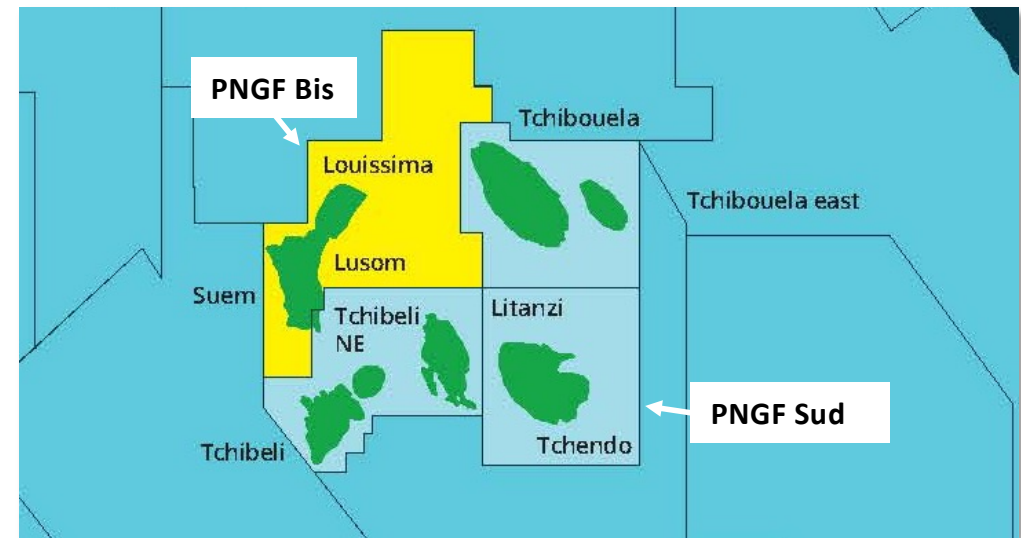 PNGF Bis
Tchibouela
Louissima
Tchibouela east
Lusom
Suem
Tchibeli
NE
Litanzi
PNGF Sud
Tchendo
Tchibeli